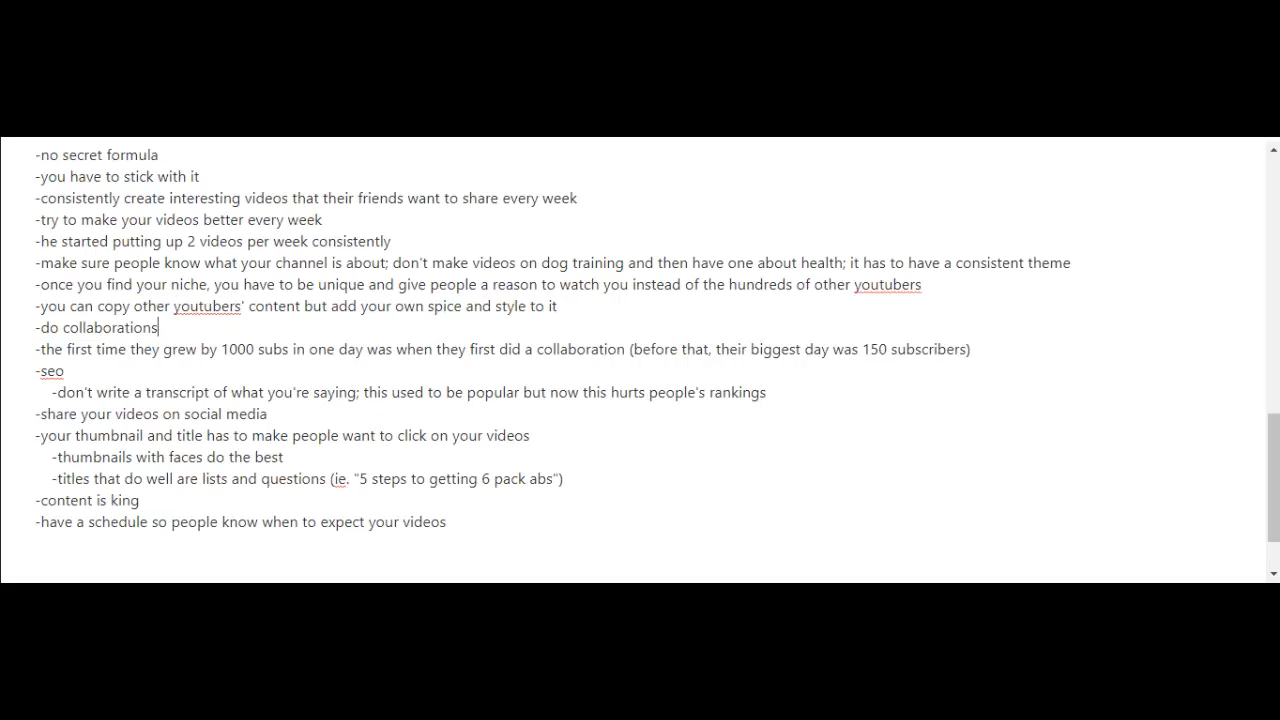 -no secret formula
-you have to stick with it
-consistently create interesting videos that their friends want to share every week
-try to make your videos better every week
-he started putting up 2 videos per week consistently
-make sure people know what your channel is about; don't make videos on dog training and then have one about health; it has to have a consistent theme
-once you find your niche, you have to be unique and give people a reason to watch you instead of the hundreds of other youtubers
-you can copy other youtubers' content but add your own spice and style to it
-do collaborations
-the first time they grew by 1000 subs in one day was when they first did a collaboration (before that, their biggest day was 150 subscribers)
-seo
-don't write a transcript of what you're saying; this used to be popular but now this hurts people's rankings
-share your videos on social media
-your thumbnail and title has to make people want to click on your videos
-thumbnails with faces do the best
-titles that do well are lists and questions (ie. "5 steps to getting 6 pack abs")
-content is king
-have a schedule so people know when to expect your videos